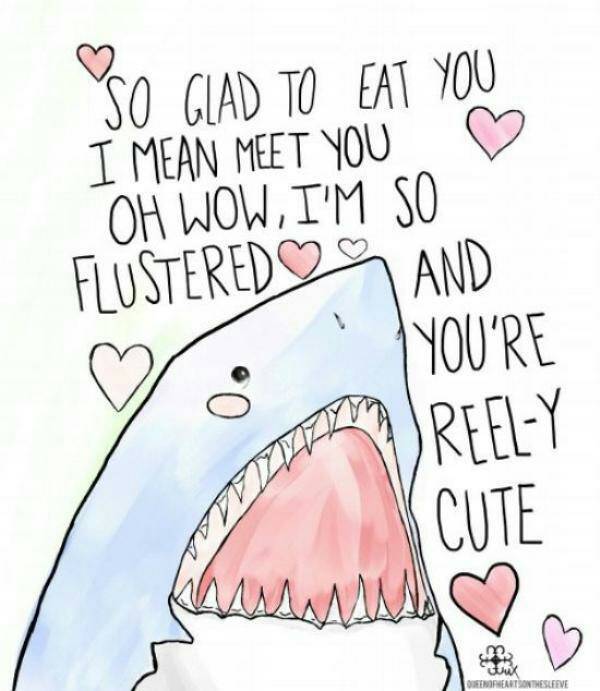 SO GLAD TO EAT YOU
I MEAN MEET YOU
OH WOW, I'M SO
FLUSTERED
AND
YOU'RE
REEL-Y
CUTE
QUEENOFHEARTSONTHESLEEVE